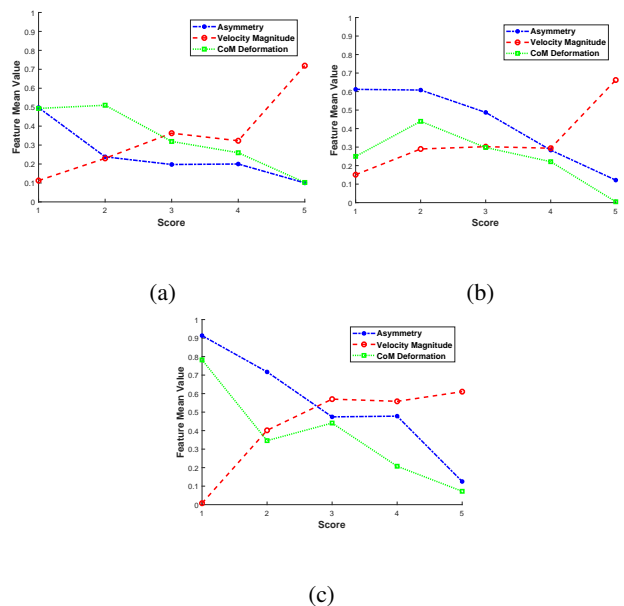 1
0.9
0.8
0.7
0.6
0.5
0.4
0.3
0.2
0.1
0
Feature Mean Value
1 2 3 4 5
Score
Asymmetry
Velocity Magnitude
CoM Deformation
(a)
1
0.9
0.8
0.7
0.6
0.5
0.4
0.3
0.2
0.1
0
Feature Mean Value
1 2 3 4 5
Score
Asymmetry
Velocity Magnitude
CoM Deformation
(b)
1
0.9
0.8
0.7
0.6
0.5
0.4
0.3
0.2
0.1
0
Feature Mean Value
1 2 3 4 5
Score
Asymmetry
Velocity Magnitude
CoM Deformation
(c)